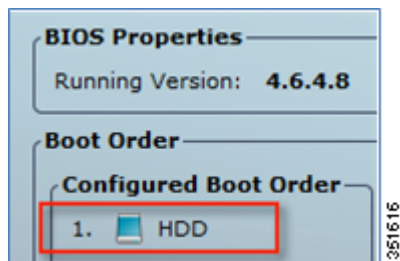 BIOS Properties
Running Version: 4.6.4.8
Boot Order
Configured Boot Order
1. HDD
351616